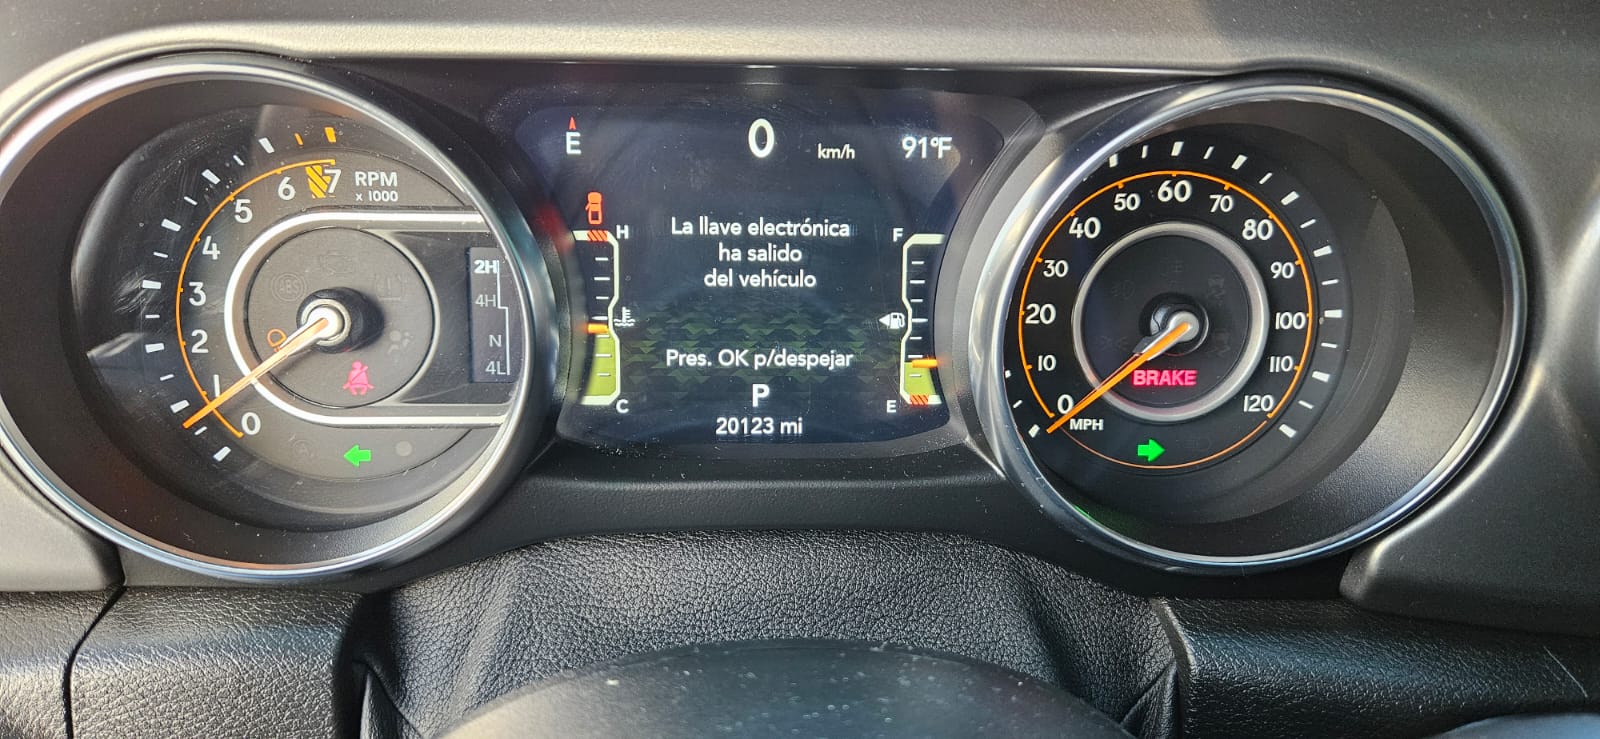 RPM
x 1000
0
1
2
3
4
5
6
7
2H
4H
N
4L
E
0 km/h
91°F
H
C
La llave electrónica
ha salido
del vehículo
Pres. OK p/despejar
P
20123 mi
F
E
0
10
20
30
40
50
60
70
80
90
100
110
120
MPH
BRAKE